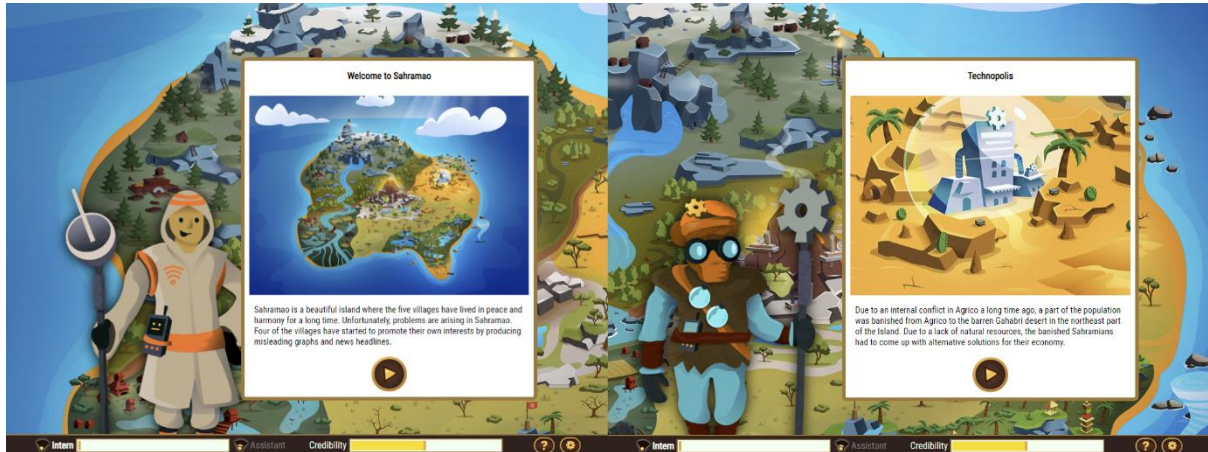 Welcome to Sahramao
Sahramao is a beautiful island where the five villages have lived in peace and
harmony for a long time. Unfortunately, problems are arising in Sahramao.
Four of the villages have started to promote their own interests by producing
misleading graphs and news headlines.
Intern
Assistant
Credibility
?
Technopolis
Due to an internal conflict in Agrico a long time ago, a part of the population
was banished from Agrico to the barren Gahabri desert in the northeast part
of the Island. Due to a lack of natural resources, the banished Sahramians
had to come up with alternative solutions for their economy.
Intern
Assistant
Credibility
?